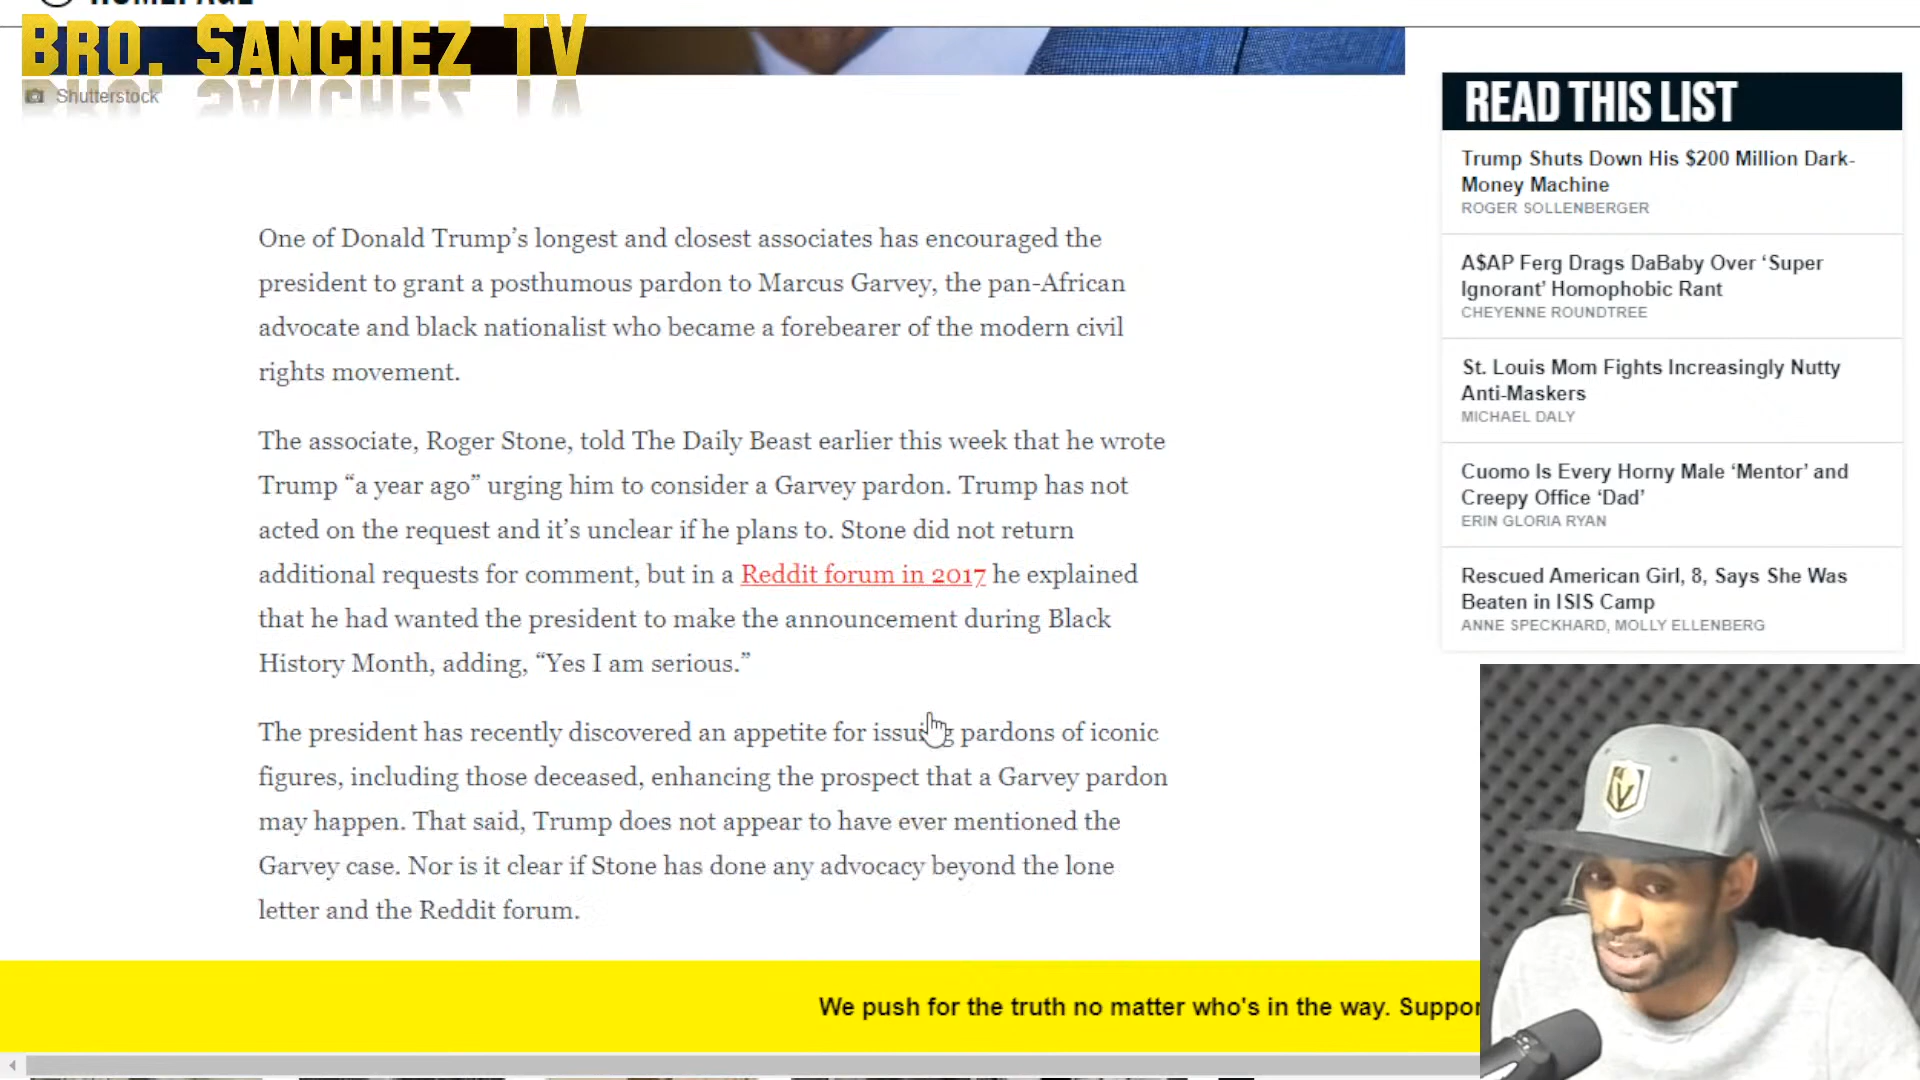 HOMEPAGE
BRO. SANCHEZ TV
Shutterstock
One of Donald Trump’s longest and closest associates has encouraged the
president to grant a posthumous pardon to Marcus Garvey, the pan-African
advocate and black nationalist who became a forebearer of the modern civil
rights movement.
The associate, Roger Stone, told The Daily Beast earlier this week that he wrote
Trump “a year ago” urging him to consider a Garvey pardon. Trump has not
acted on the request and it’s unclear if he plans to. Stone did not return
additional requests for comment, but in a Reddit forum in 2017 he explained
that he had wanted the president to make the announcement during Black
History Month, adding, “Yes I am serious.”
The president has recently discovered an appetite for issuing pardons of iconic
figures, including those deceased, enhancing the prospect that a Garvey pardon
may happen. That said, Trump does not appear to have ever mentioned the
Garvey case. Nor is it clear if Stone has done any advocacy beyond the lone
letter and the Reddit forum.
READ THIS LIST
Trump Shuts Down His $200 Million Dark-
Money Machine
ROGER SOLLENBERGER
A$AP Ferg Drags DaBaby Over ‘Super
Ignorant’ Homophobic Rant
CHEYENNE ROUNDTREE
St. Louis Mom Fights Increasingly Nutty
Anti-Maskers
MICHAEL DALY
Cuomo Is Every Horny Male ‘Mentor’ and
Creepy Office ‘Dad’
ERIN GLORIA RYAN
Rescued American Girl, 8, Says She Was
Beaten in ISIS Camp
ANNE SPECKHARD, MOLLY ELLENBERG
We push for the truth no matter who's in the way. Suppor